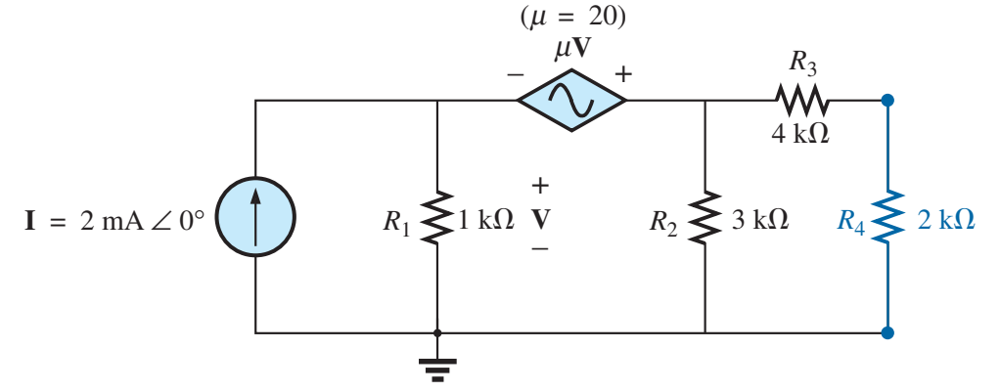 (μ = 20)
μV
− +
R3
4 kΩ
I = 2 mA ∠ 0°
R1 1 kΩ
+
V
−
R2 3 kΩ
R4 2 kΩ